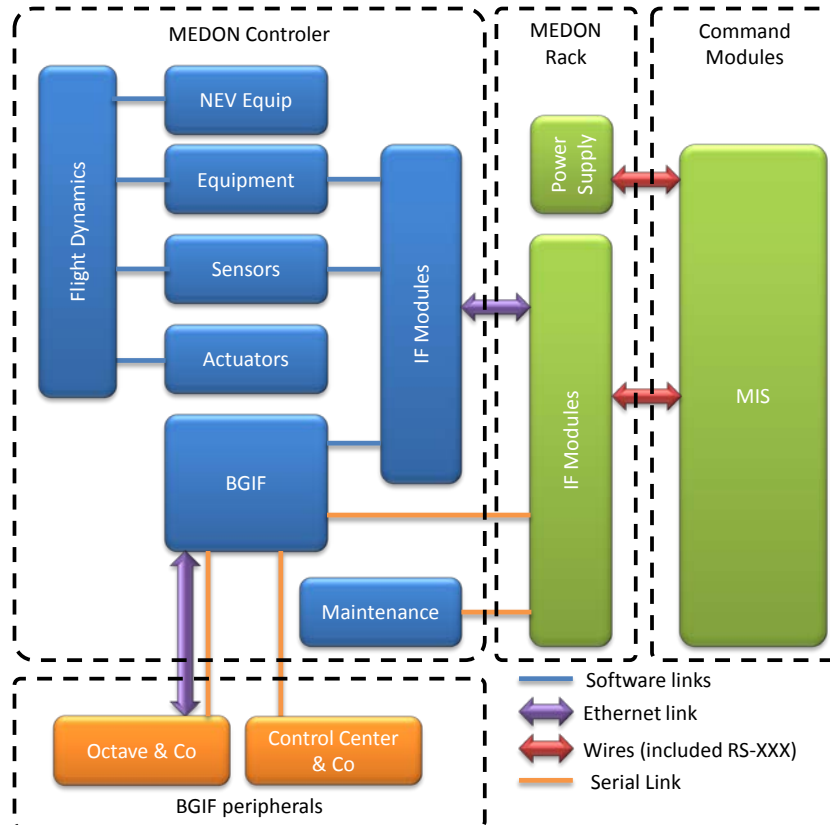 MEDON Controler
MEDON
Rack
Command
Modules
NEV Equip
Equipment
Sensors
Actuators
Flight Dynamics
IF Modules
Power
Supply
BGIF
IF Modules
MIS
Maintenance
Octave & Co
Control Center
& Co
BGIF peripherals
Software links
Ethernet link
Wires (included RS-XXX)
Serial Link